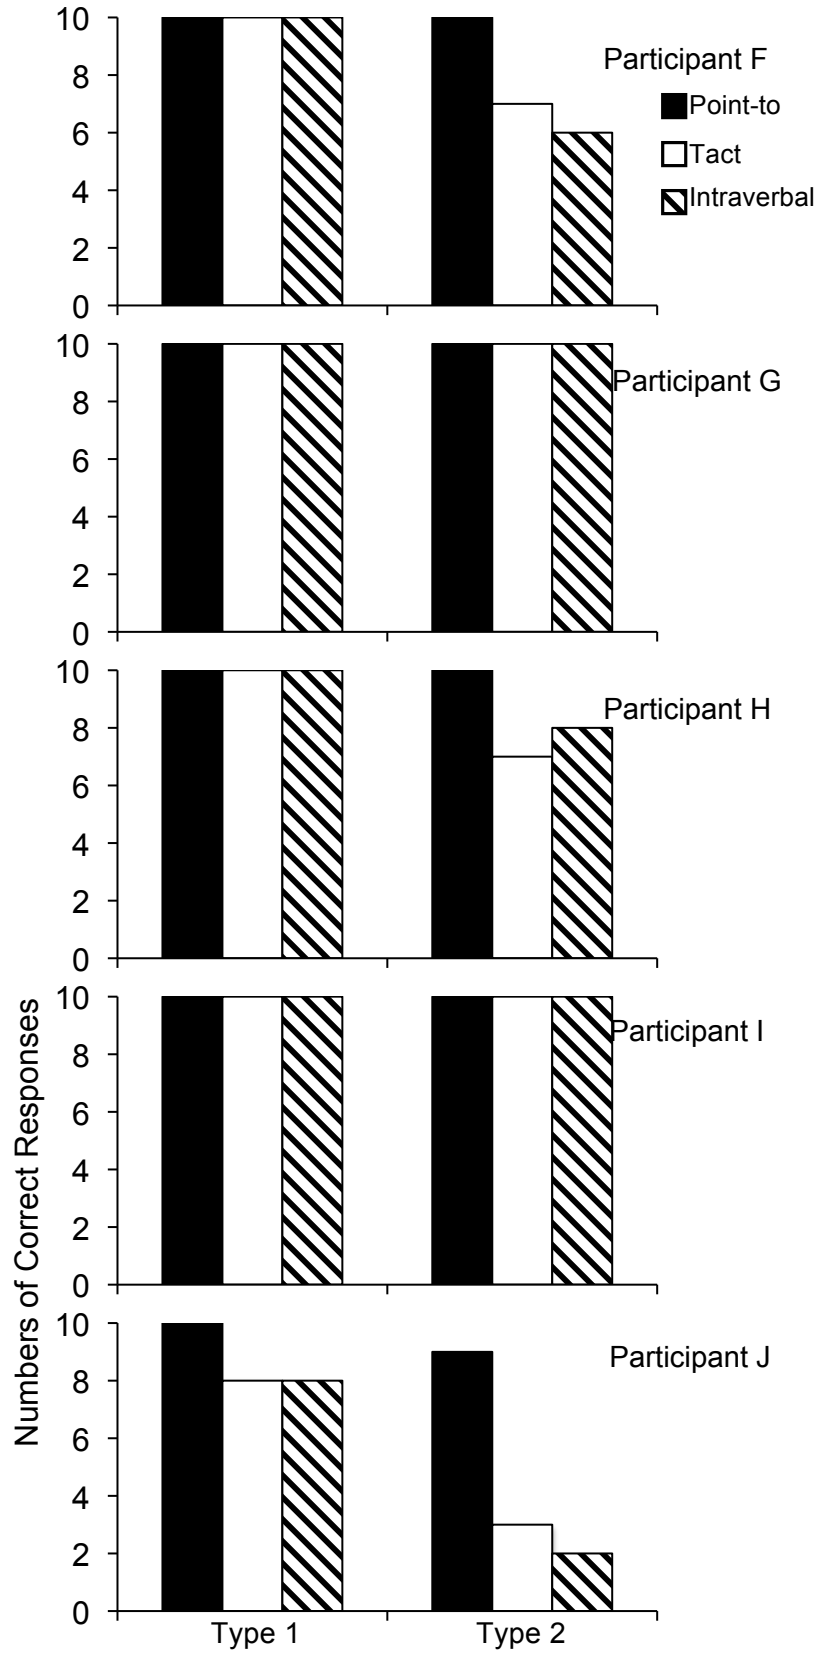 10
8
6
4
2
0
Participant F
Point-to
Tact
Intraverbal
10
8
6
4
2
0
Participant G
10
8
6
4
2
0
Participant H
10
8
6
4
2
0
Participant I
Numbers of Correct Responses
10
8
6
4
2
0
Participant J
Type 1
Type 2